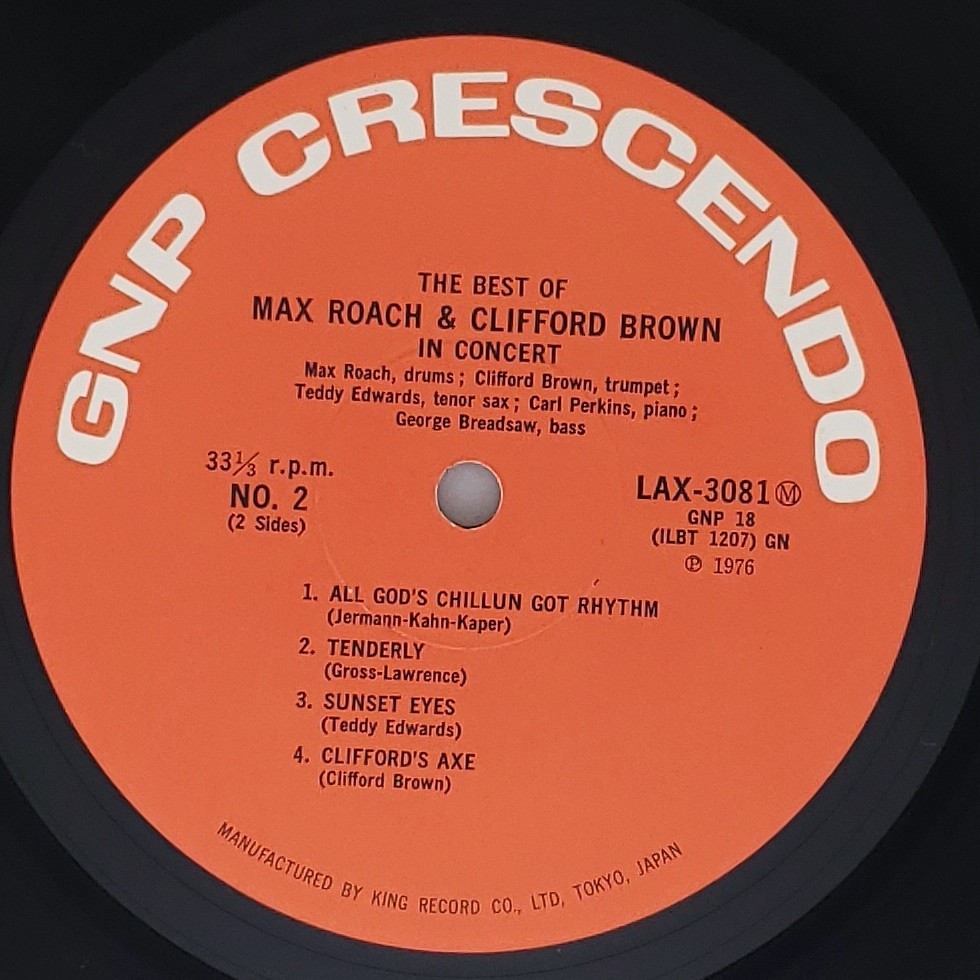 GNP CRESCENDO
THE BEST OF
MAX ROACH & CLIFFORD BROWN
IN CONCERT
Max Roach, drums; Clifford Brown, trumpet;
Teddy Edwards, tenor sax; Carl Perkins, piano;
George Breadsaw, bass
33⅓ r.p.m.
NO. 2
(2 Sides)
LAX-3081 Ⓜ
GNP 18
(ILBT 1207) GN
℗ 1976
1. ALL GOD'S CHILLUN GOT RHYTHM
(Jermann-Kahn-Kaper)
2. TENDERLY
(Gross-Lawrence)
3. SUNSET EYES
(Teddy Edwards)
4. CLIFFORD'S AXE
(Clifford Brown)
MANUFACTURED BY KING RECORD CO., LTD, TOKYO, JAPAN